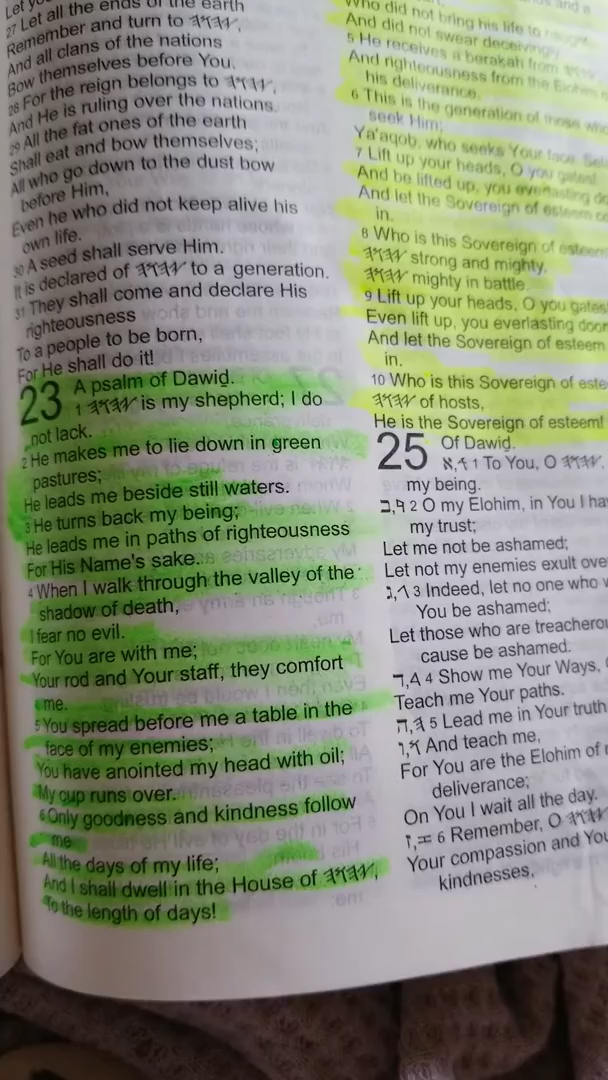 Let
27 Let all the ends of the earth
Remember and turn to 𐤉𐤄𐤅𐤄,
And all clans of the nations
Bow themselves before You.
28 For the reign belongs to 𐤉𐤄𐤅𐤄,
And He is ruling over the nations.
29 All the fat ones of the earth
Shall eat and bow themselves;
All who go down to the dust bow
before Him,
Even he who did not keep alive his
own life.
30 A seed shall serve Him.
It is declared of 𐤉𐤄𐤅𐤄 to a generation.
31 They shall come and declare His
righteousness
To a people to be born,
For He shall do it!
23 A psalm of Dawid.
1 𐤉𐤄𐤅𐤄 is my shepherd; I do
not lack.
2 He makes me to lie down in green
pastures;
He leads me beside still waters.
3 He turns back my being;
He leads me in paths of righteousness
For His Name's sake.
4 When I walk through the valley of the
shadow of death,
I fear no evil.
For You are with me;
Your rod and Your staff, they comfort
me.
5 You spread before me a table in the
face of my enemies;
You have anointed my head with oil;
My cup runs over.
6 Only goodness and kindness follow
me
All the days of my life;
And I shall dwell in the House of 𐤉𐤄𐤅𐤄,
To the length of days!
Who did not bring his life to naught,
And did not swear deceivingly.
5 He receives a berakah from 𐤉𐤄𐤅𐤄,
And righteousness from the Elohim
his deliverance.
6 This is the generation of those who
seek Him;
Ya'aqob, who seeks Your face. Selah
7 Lift up your heads, O you gates!
And be lifted up, you everlasting
And let the Sovereign of esteem
in.
8 Who is this Sovereign of esteem
𐤉𐤄𐤅𐤄 strong and mighty,
𐤉𐤄𐤅𐤄 mighty in battle.
9 Lift up your heads, O you gates
Even lift up, you everlasting door
And let the Sovereign of esteem
in.
10 Who is this Sovereign of este
𐤉𐤄𐤅𐤄 of hosts,
He is the Sovereign of esteem!
25 Of Dawid.
א,𐤀 1 To You, O 𐤉𐤄𐤅𐤄,
my being.
ב,𐤁 2 O my Elohim, in You I ha
my trust;
Let me not be ashamed;
Let not my enemies exult over
ג,𐤂 3 Indeed, let no one who
You be ashamed;
Let those who are treacherou
cause be ashamed.
ד,𐤃 4 Show me Your Ways,
Teach me Your paths.
ה,𐤄 5 Lead me in Your truth
ו,𐤅 And teach me,
For You are the Elohim of
deliverance;
On You I wait all the day.
ז,𐤆 6 Remember, O 𐤉𐤄𐤅𐤄
Your compassion and You
kindnesses,